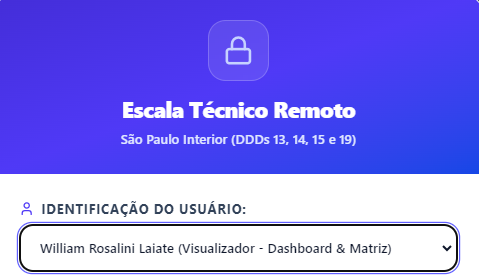 Escala Técnico Remoto
São Paulo Interior (DDDs 13, 14, 15 e 19)
IDENTIFICAÇÃO DO USUÁRIO:
William Rosalini Laiate (Visualizador - Dashboard & Matriz)